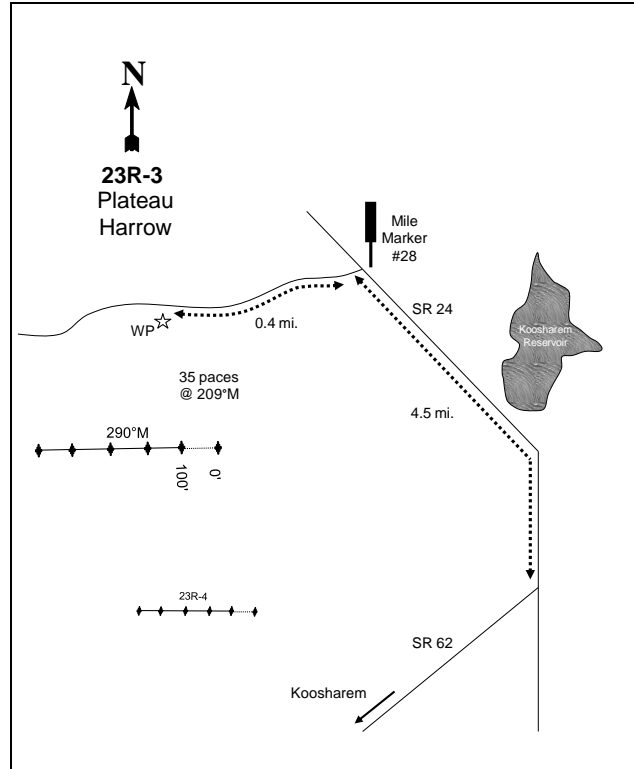 N
23R-3
Plateau
Harrow
Mile
Marker
#28
SR 24
Koosharem
Reservoir
WP
0.4 mi.
35 paces
@ 209°M
4.5 mi.
290°M
100'
0'
23R-4
SR 62
Koosharem